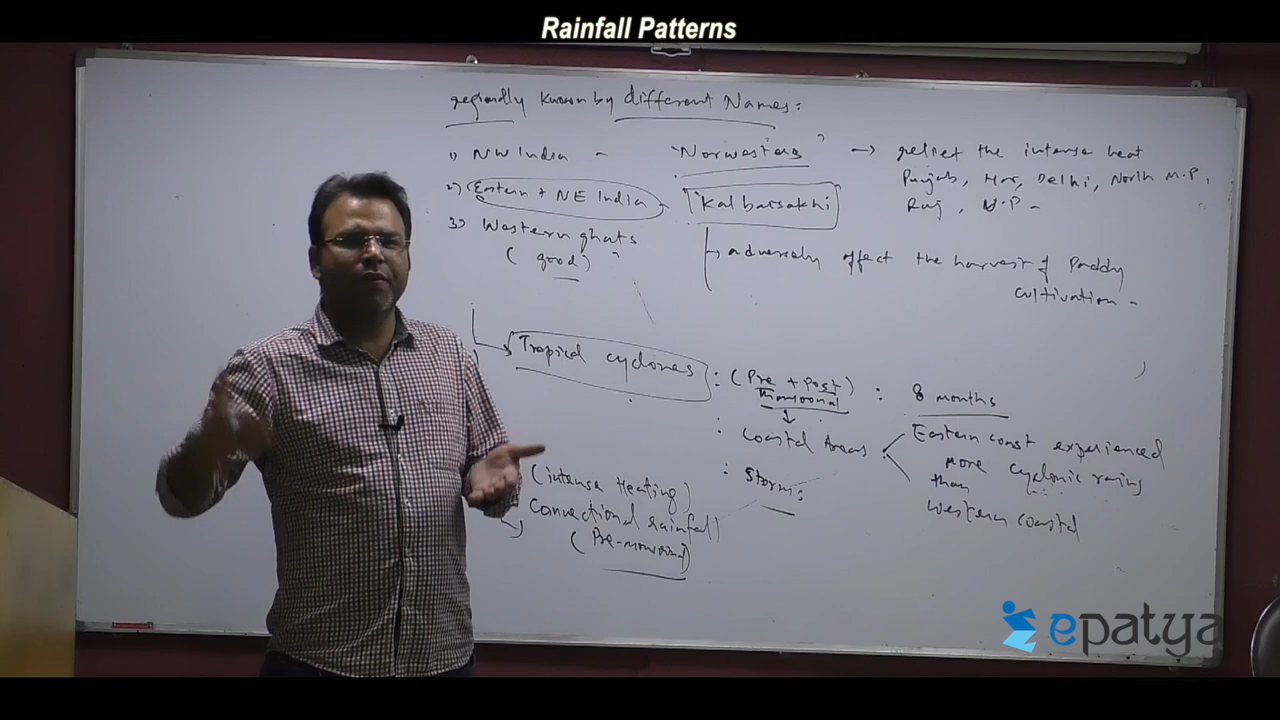 Rainfall Patterns
regionally known by different Names:
1) NW India - "Norwesters" → relief the intense heat
Punjab, Har, Delhi, North M.P,
Raj, U.P -
2) Eastern + NE India - "Kalbaisakhi"
3) Western ghats
(good) "
↳ adversely affect the harvest of Paddy
cultivation -
↳ Tropical cyclones : (Pre + Post) : 8 months
monsoonal
: Coastal Areas
Eastern coast experienced
more cyclonic rains
than
Western coastal
: Storms
(intense Heating)
Convectional rainfall
(Pre-monsoonal)
epatya